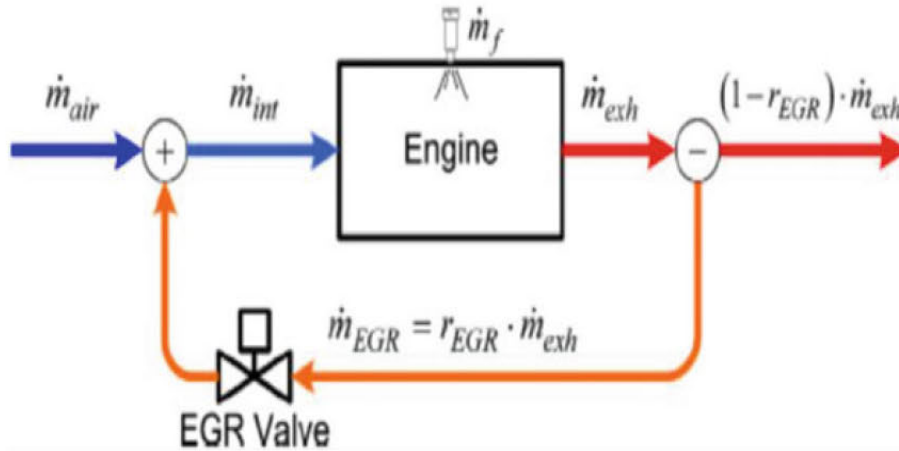 ṁ_f
ṁ_air
ṁ_int
ṁ_exh
(1−r_EGR)·ṁ_exh
+
Engine
−
ṁ_EGR = r_EGR · ṁ_exh
EGR Valve